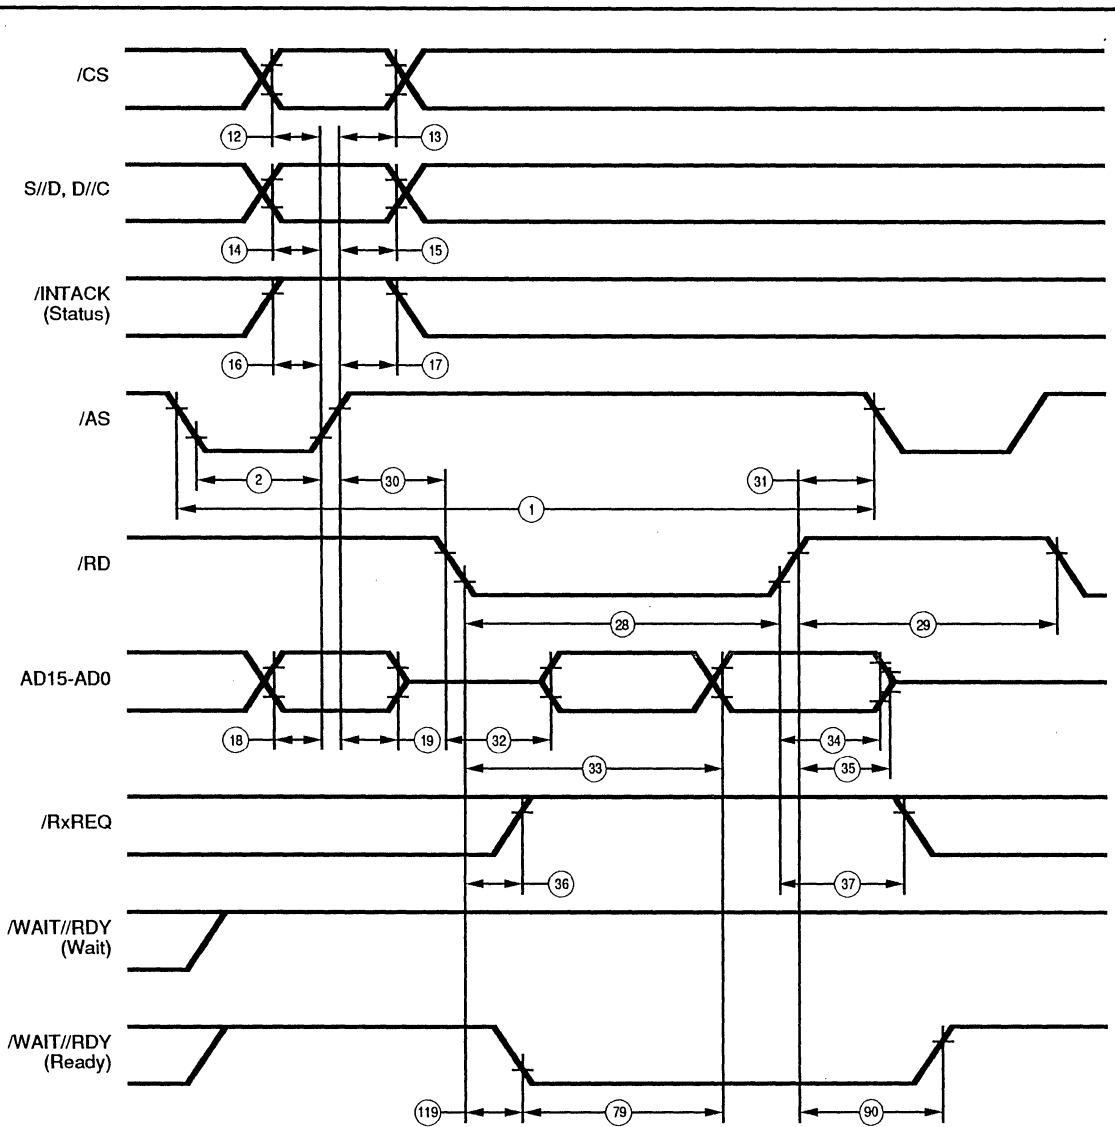 /CS
12
13
S//D, D//C
14
15
/INTACK
(Status)
16
17
/AS
2
30
31
1
/RD
28
29
AD15-AD0
18
19
32
34
33
35
/RxREQ
36
37
/WAIT//RDY
(Wait)
/WAIT//RDY
(Ready)
119
79
90